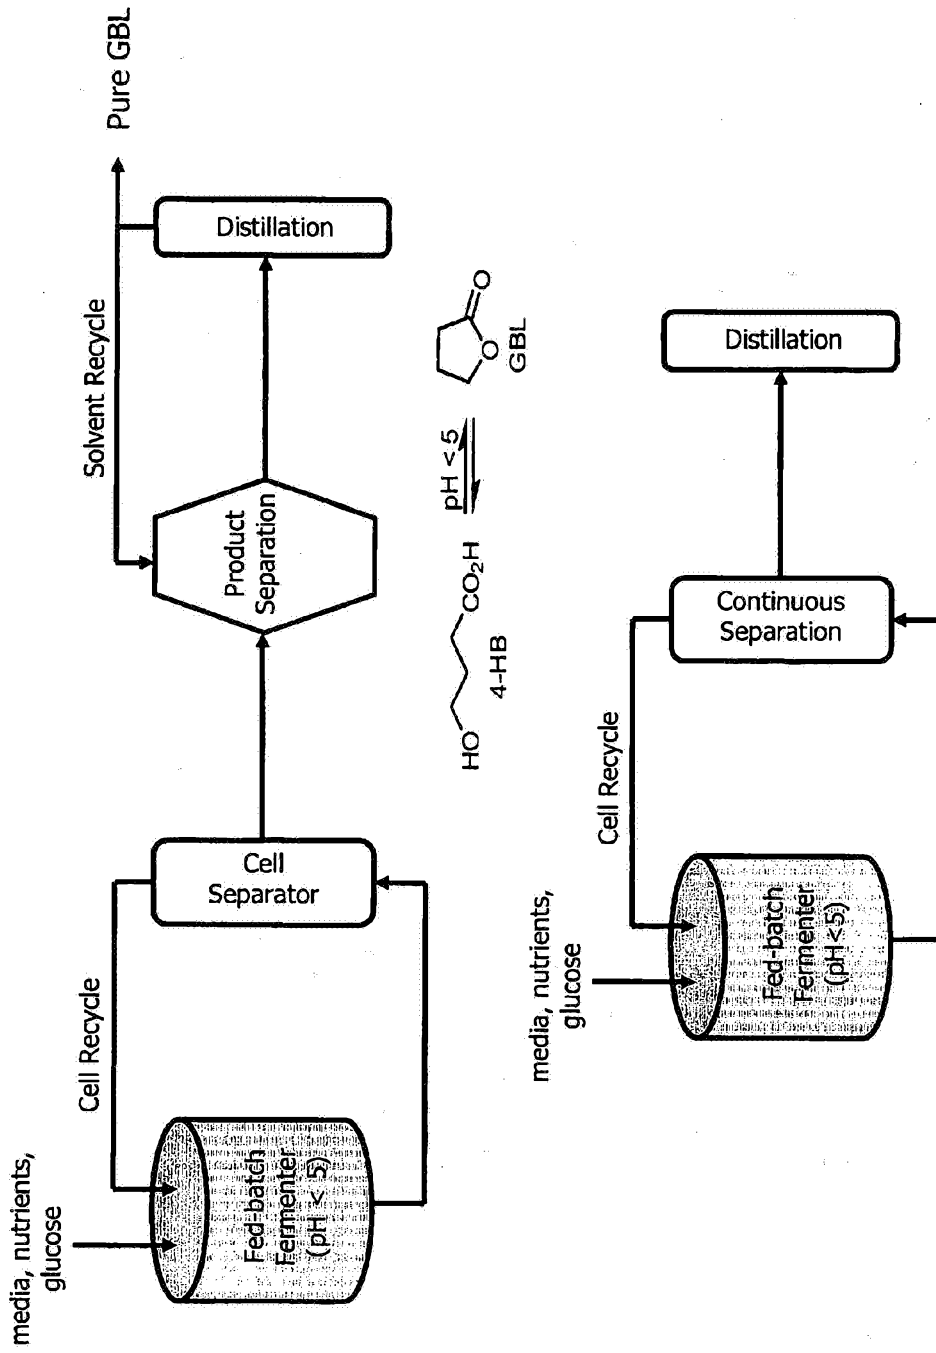 media, nutrients,
glucose
Cell Recycle
Fed-batch
Fermenter
(pH < 5)
Cell
Separator
Solvent Recycle
Product
Separation
Distillation
Pure GBL
HO
CO2H
4-HB
pH < 5
O
O
GBL
media, nutrients,
glucose
Cell Recycle
Fed-batch
Fermenter
(pH<5)
Continuous
Separation
Distillation